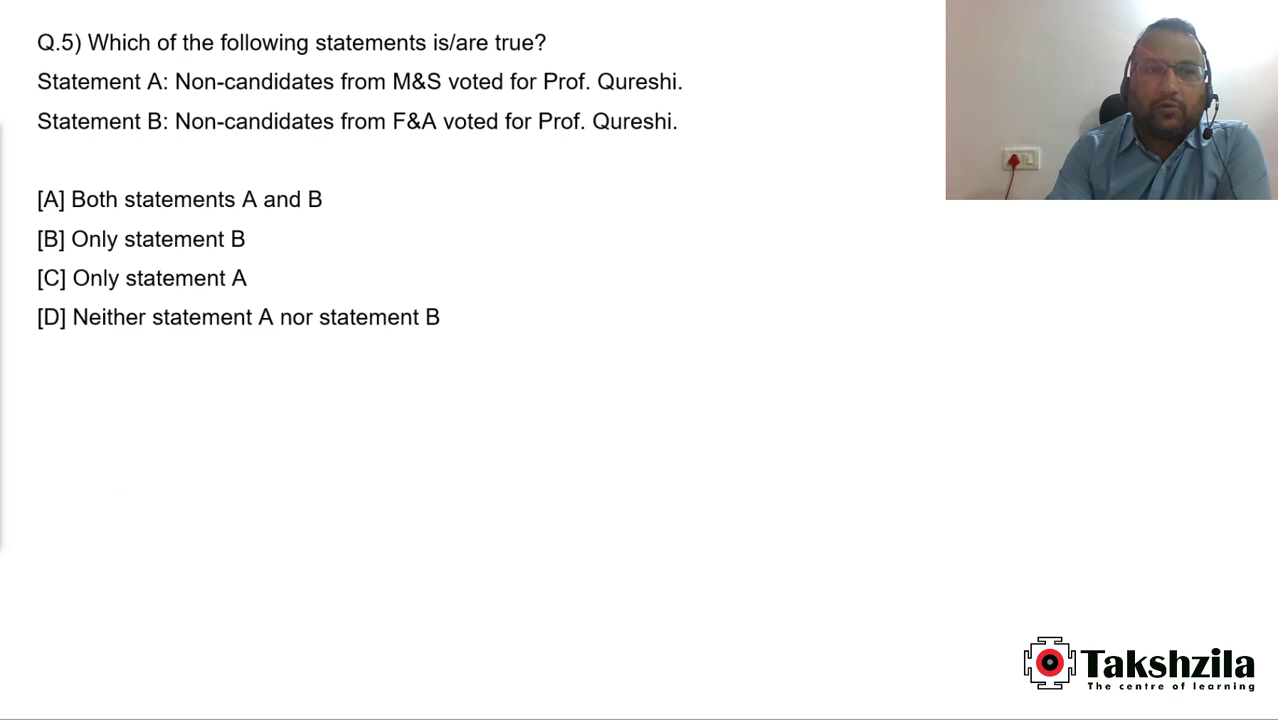 Q.5) Which of the following statements is/are true?
Statement A: Non-candidates from M&S voted for Prof. Qureshi.
Statement B: Non-candidates from F&A voted for Prof. Qureshi.
[A] Both statements A and B
[B] Only statement B
[C] Only statement A
[D] Neither statement A nor statement B
Takshzila
The centre of learning